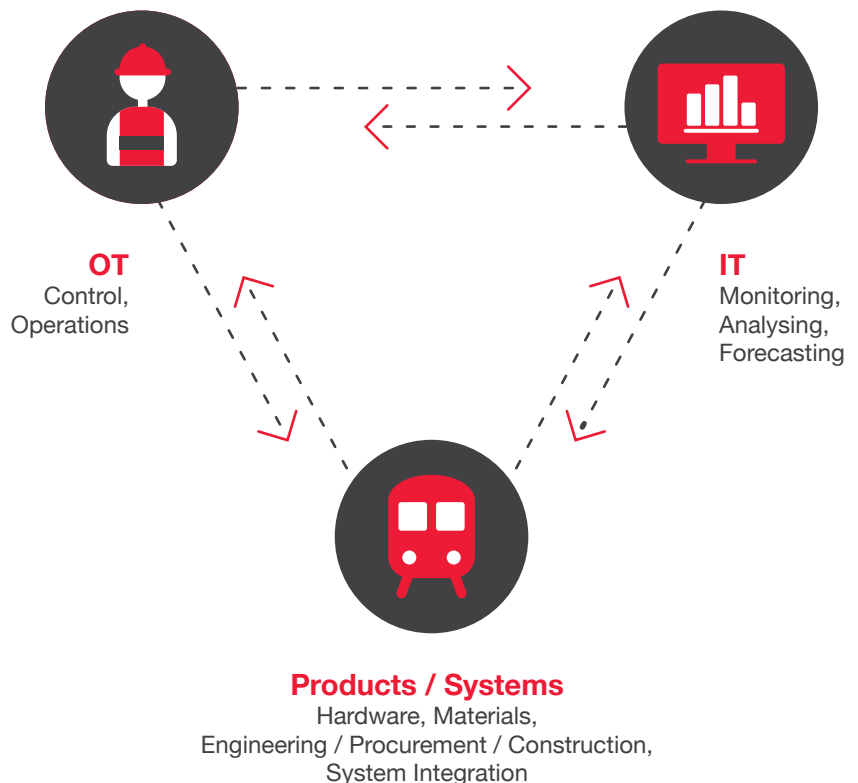 OT
Control,
Operations
IT
Monitoring,
Analysing,
Forecasting
Products / Systems
Hardware, Materials,
Engineering / Procurement / Construction,
System Integration